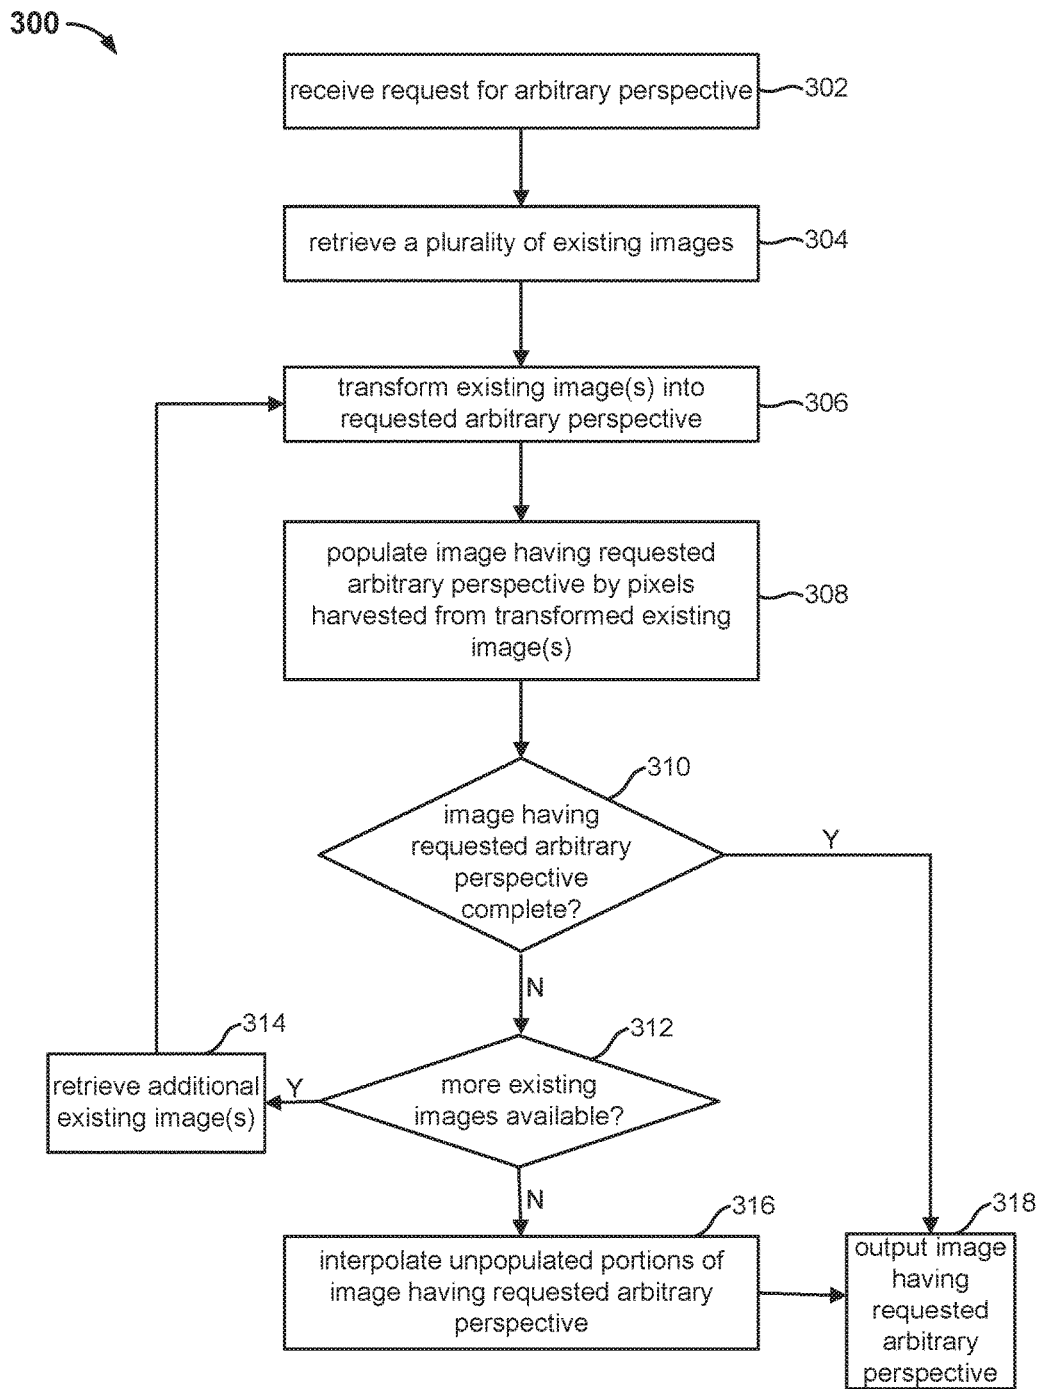 300
receive request for arbitrary perspective
302
retrieve a plurality of existing images
304
transform existing image(s) into
requested arbitrary perspective
306
populate image having requested
arbitrary perspective by pixels
harvested from transformed existing
image(s)
308
310
image having
requested arbitrary
perspective
complete?
Y
N
312
more existing
images available?
Y
314
retrieve additional
existing image(s)
N
316
interpolate unpopulated portions of
image having requested arbitrary
perspective
318
output image
having
requested
arbitrary
perspective